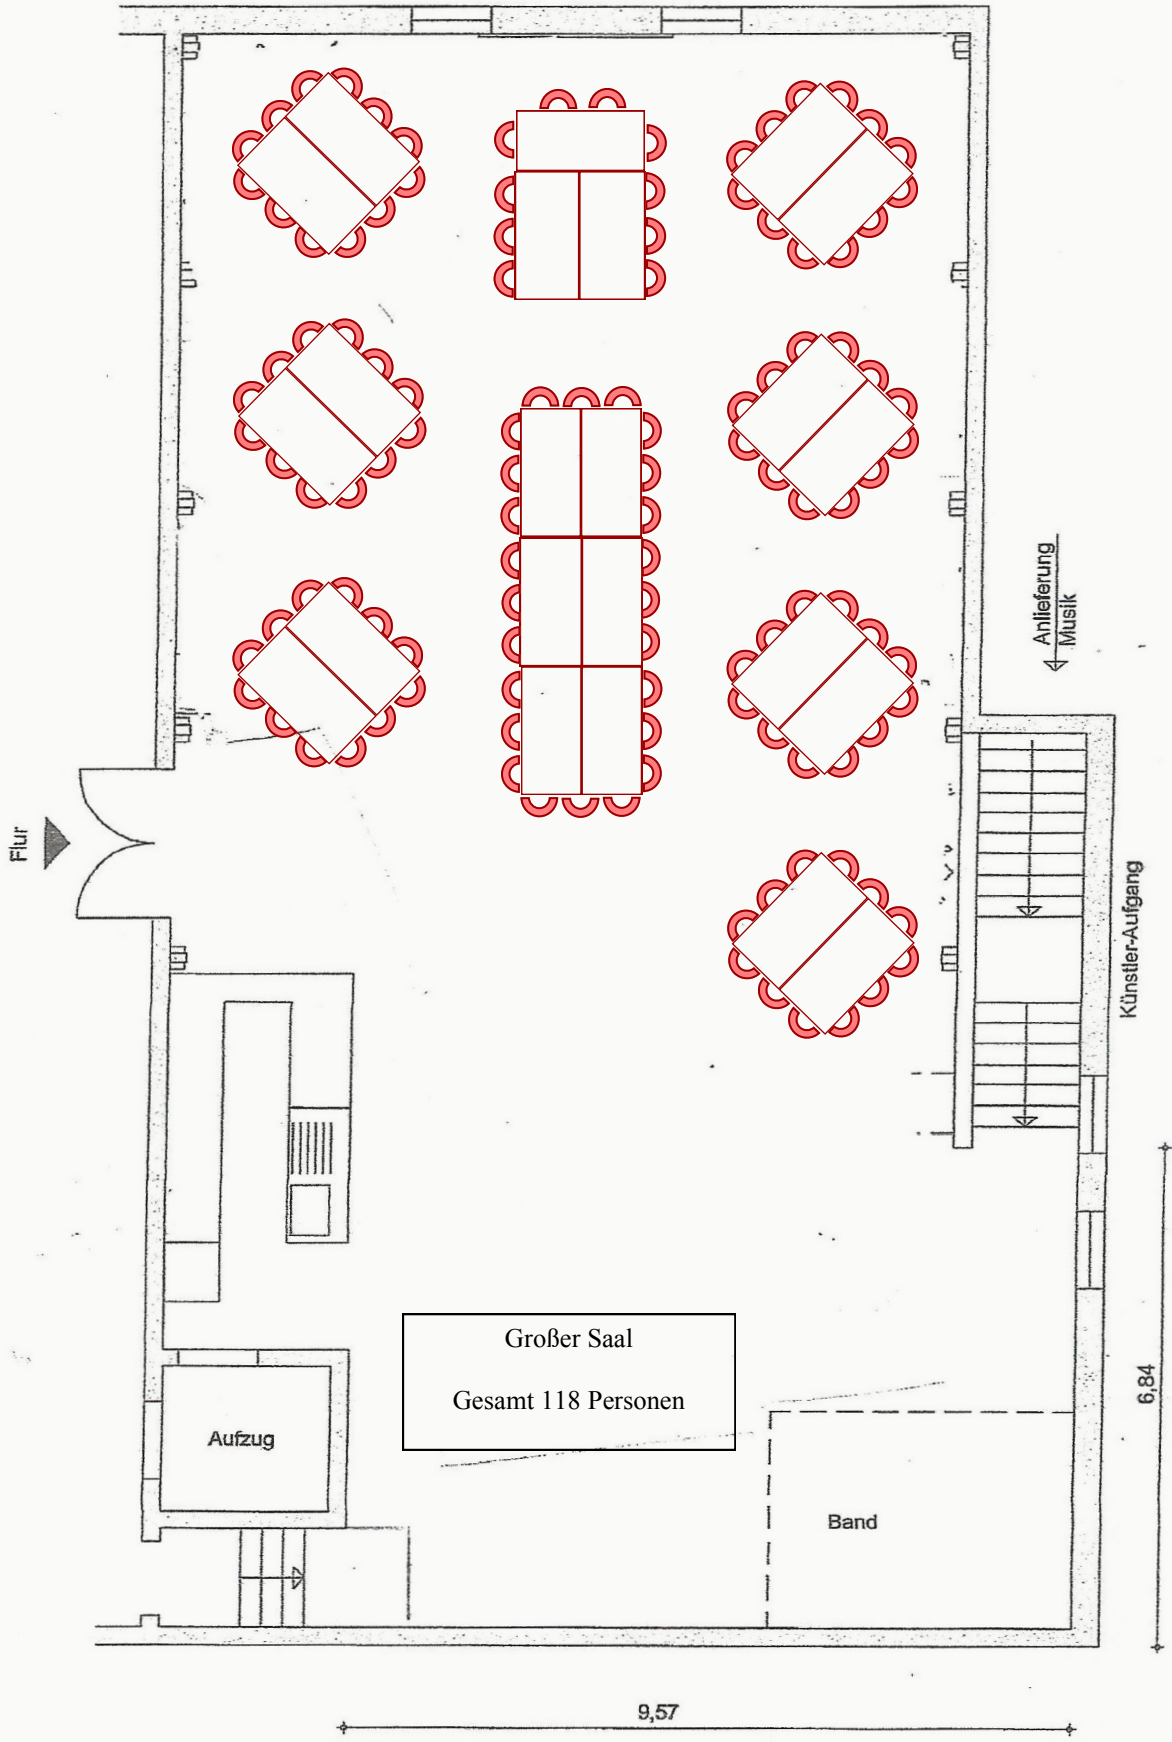 Anlieferung
Musik
Flur
Künstler-Aufgang
Großer Saal
Gesamt 118 Personen
6,84
Aufzug
Band
9,57